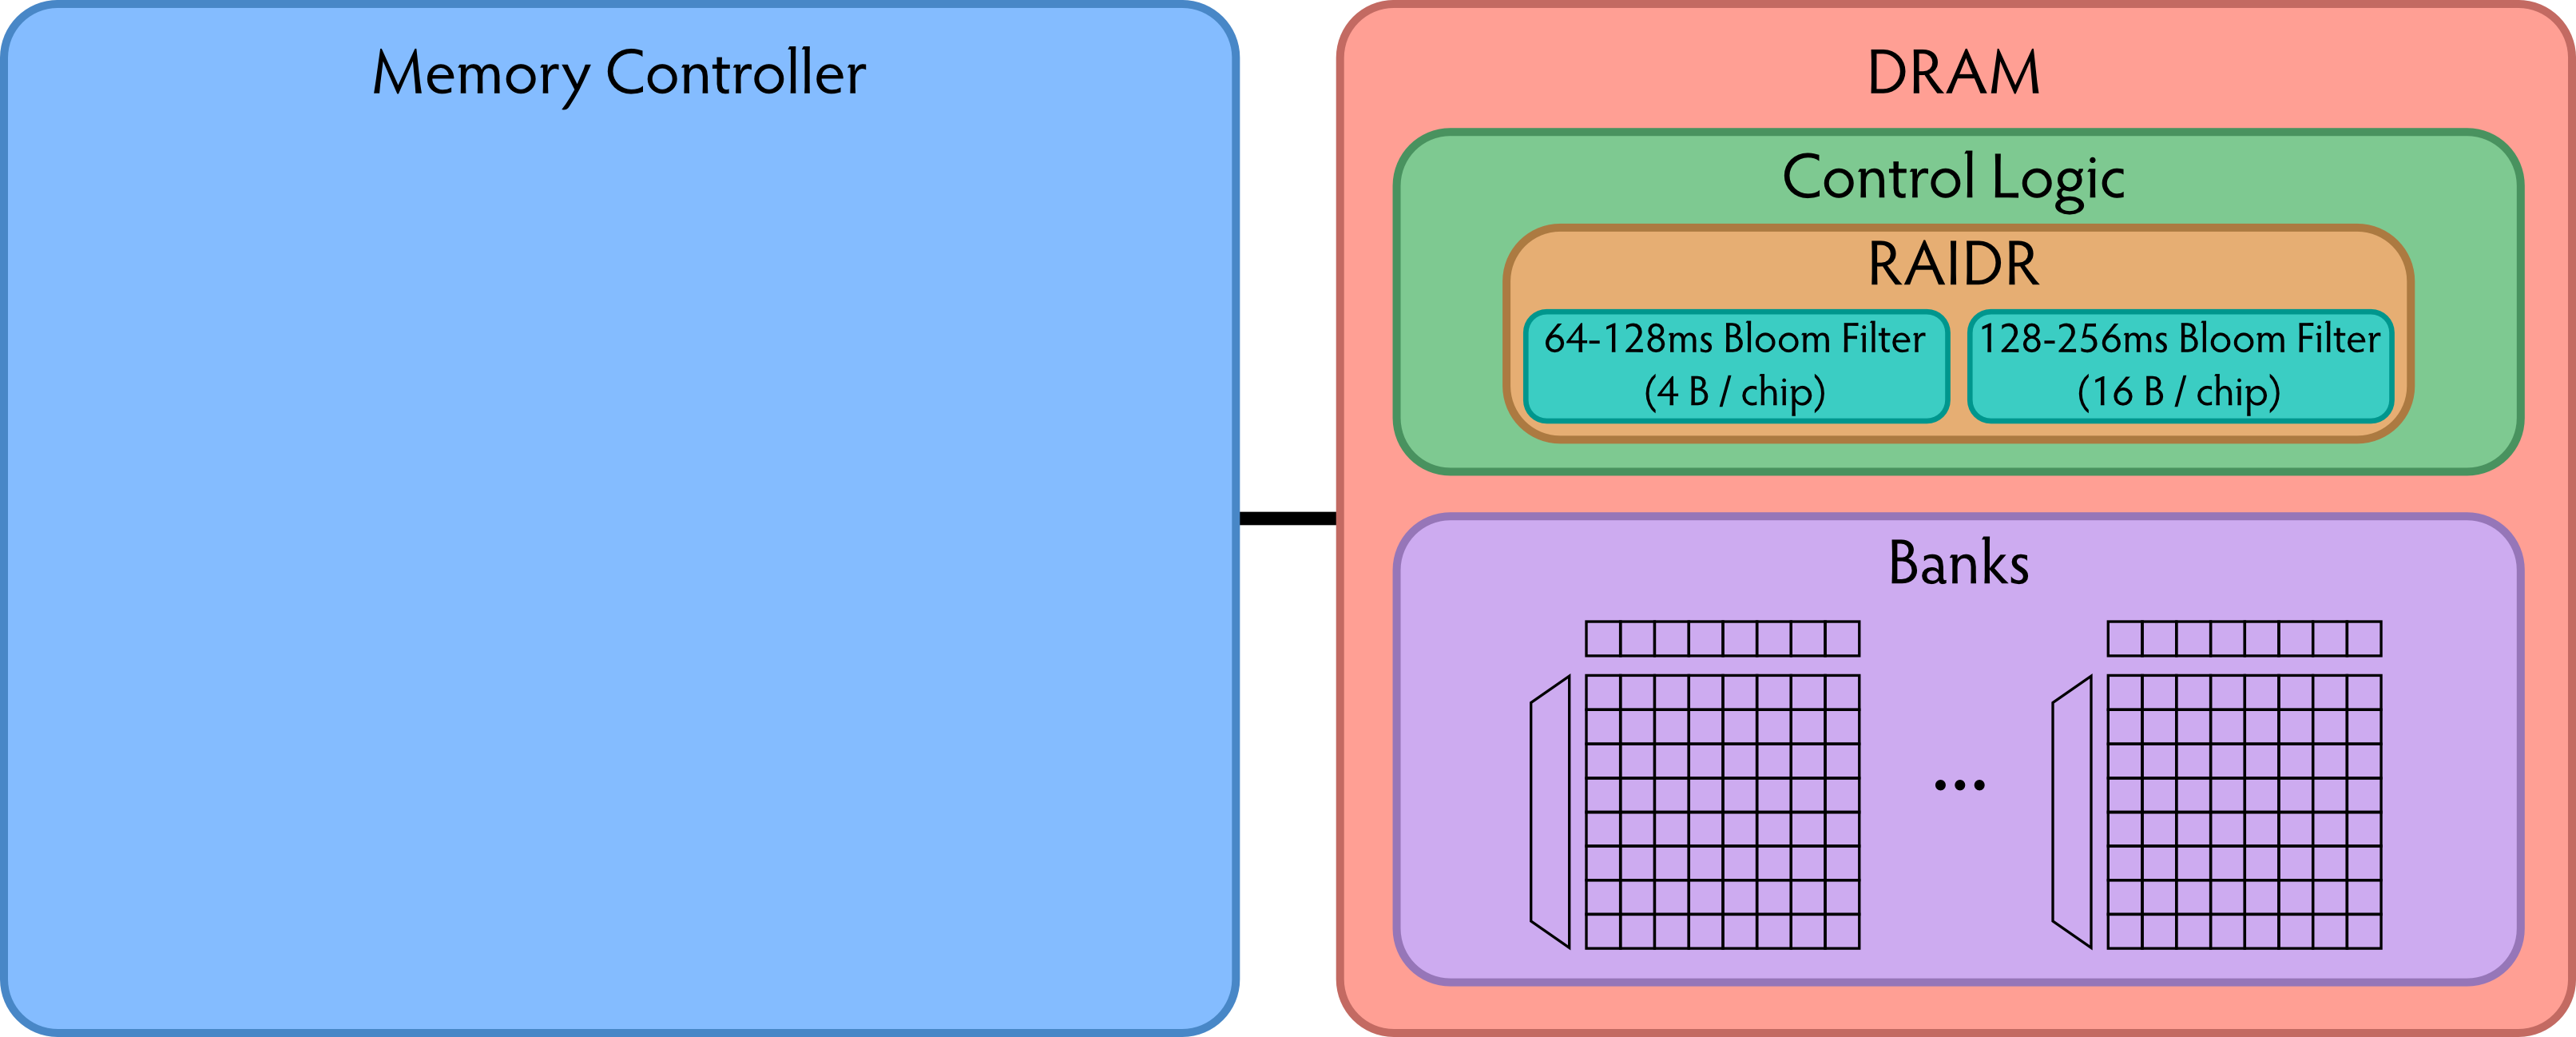 Memory Controller
DRAM
Control Logic
RAIDR
64-128ms Bloom Filter
(4 B / chip)
128-256ms Bloom Filter
(16 B / chip)
Banks
...